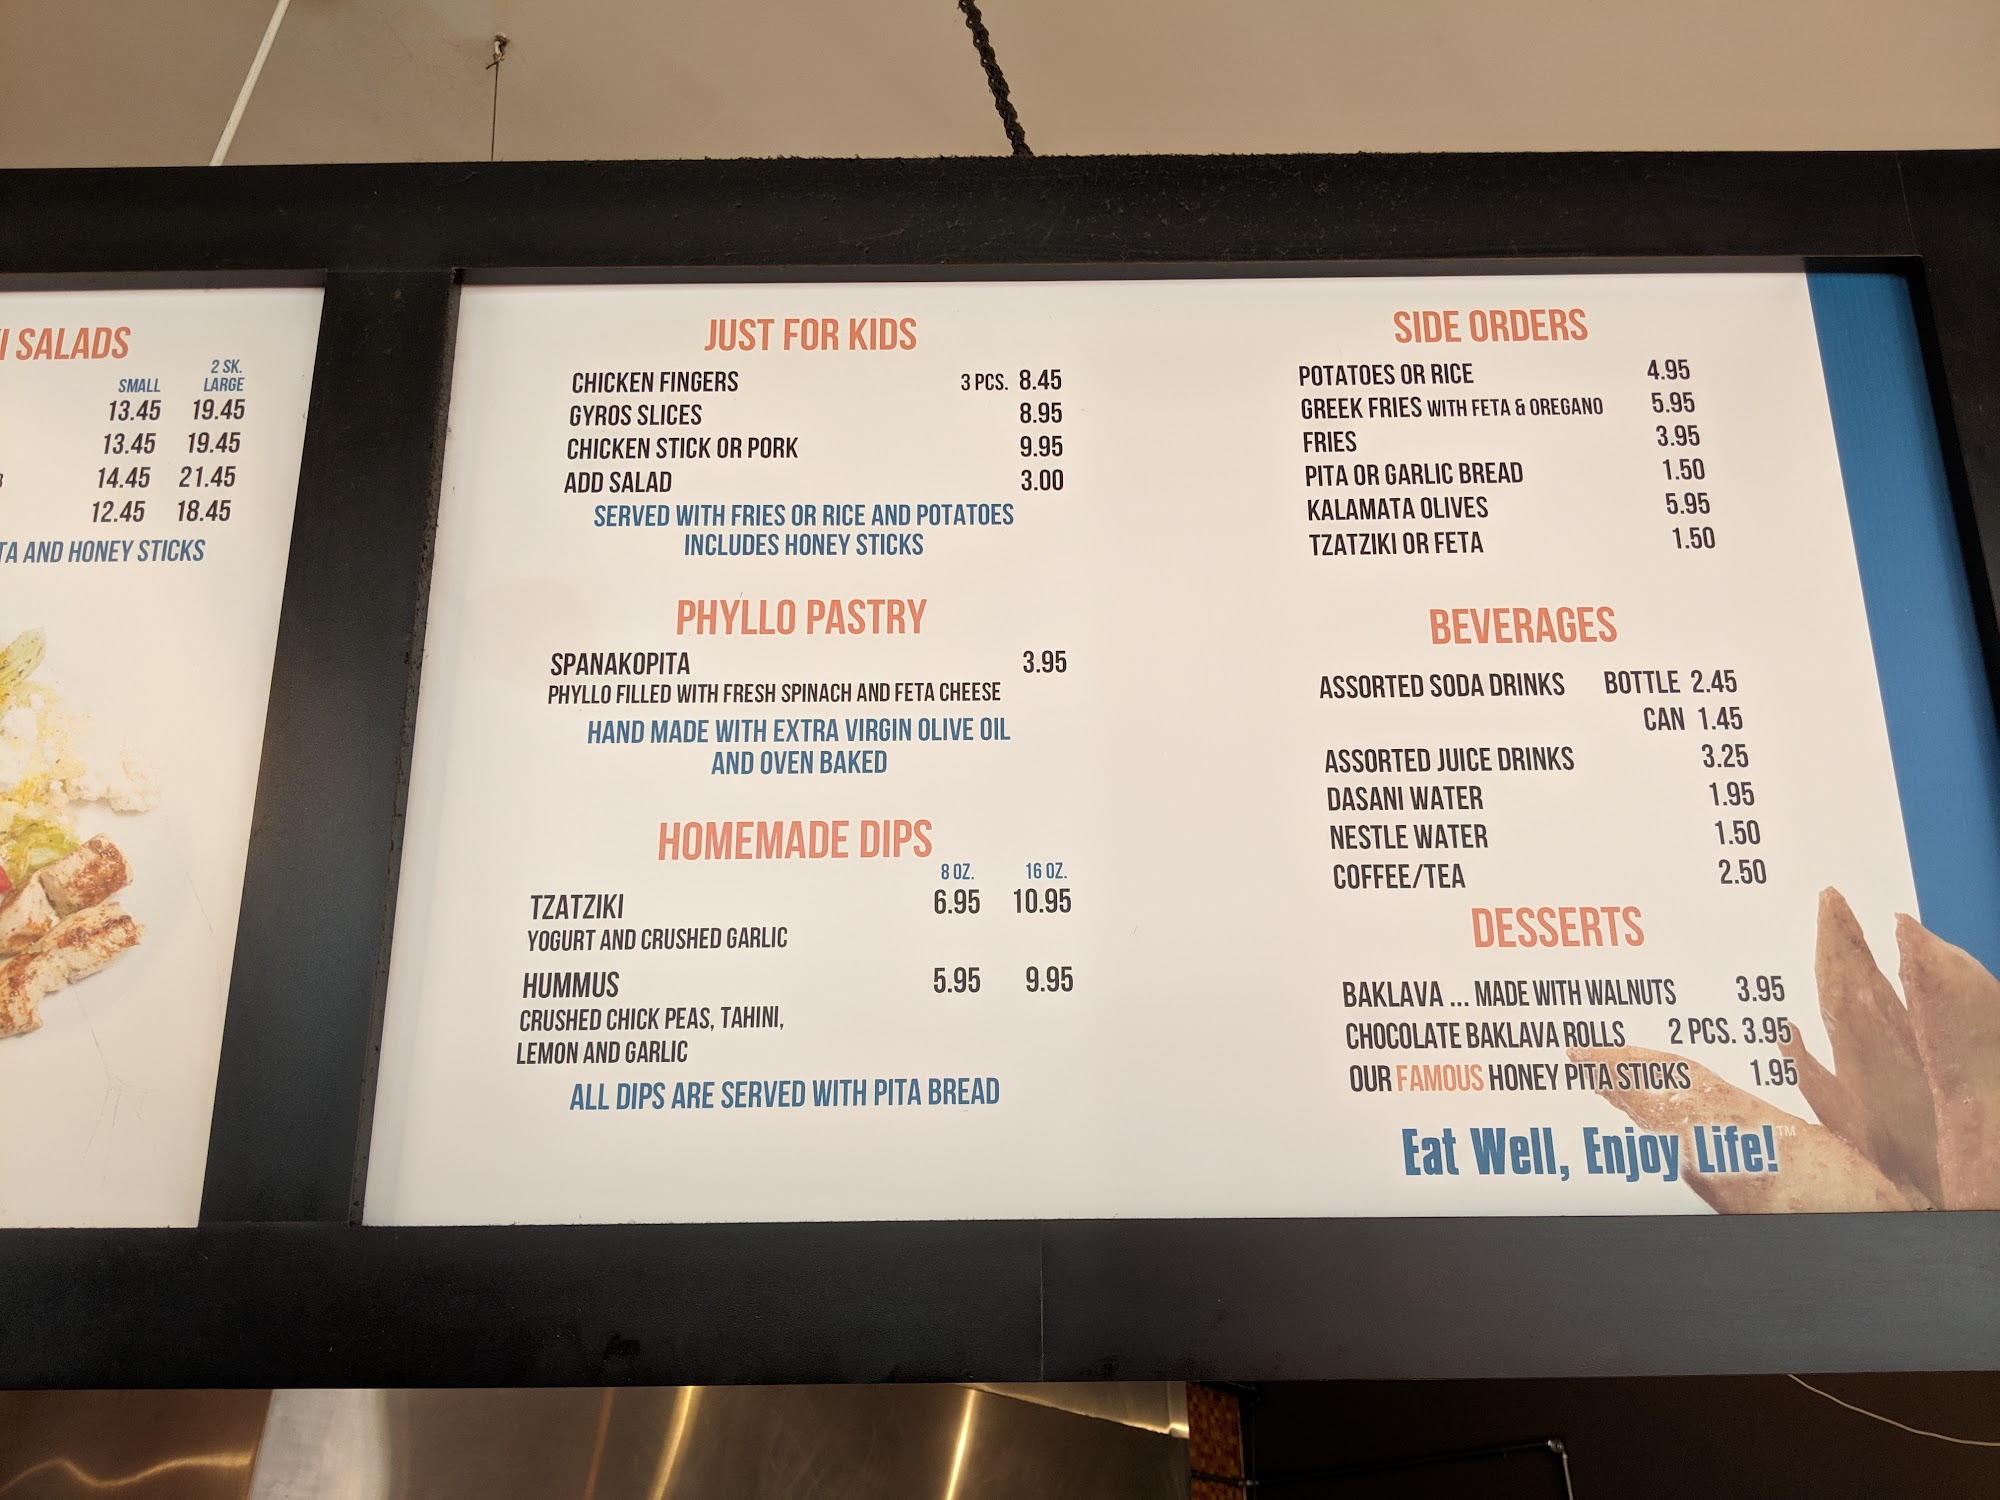 SALADS
2 SK.
SMALL LARGE
13.45 19.45
13.45 19.45
14.45 21.45
12.45 18.45
AND HONEY STICKS
JUST FOR KIDS
CHICKEN FINGERS 3 PCS. 8.45
GYROS SLICES 8.95
CHICKEN STICK OR PORK 9.95
ADD SALAD 3.00
SERVED WITH FRIES OR RICE AND POTATOES
INCLUDES HONEY STICKS
PHYLLO PASTRY
SPANAKOPITA 3.95
PHYLLO FILLED WITH FRESH SPINACH AND FETA CHEESE
HAND MADE WITH EXTRA VIRGIN OLIVE OIL
AND OVEN BAKED
HOMEMADE DIPS
8 OZ. 16 OZ.
TZATZIKI 6.95 10.95
YOGURT AND CRUSHED GARLIC
HUMMUS 5.95 9.95
CRUSHED CHICK PEAS, TAHINI,
LEMON AND GARLIC
ALL DIPS ARE SERVED WITH PITA BREAD
SIDE ORDERS
POTATOES OR RICE 4.95
GREEK FRIES WITH FETA & OREGANO 5.95
FRIES 3.95
PITA OR GARLIC BREAD 1.50
KALAMATA OLIVES 5.95
TZATZIKI OR FETA 1.50
BEVERAGES
ASSORTED SODA DRINKS BOTTLE 2.45
CAN 1.45
ASSORTED JUICE DRINKS 3.25
DASANI WATER 1.95
NESTLE WATER 1.50
COFFEE/TEA 2.50
DESSERTS
BAKLAVA ... MADE WITH WALNUTS 3.95
CHOCOLATE BAKLAVA ROLLS 2 PCS. 3.95
OUR FAMOUS HONEY PITA STICKS 1.95
Eat Well, Enjoy Life!™